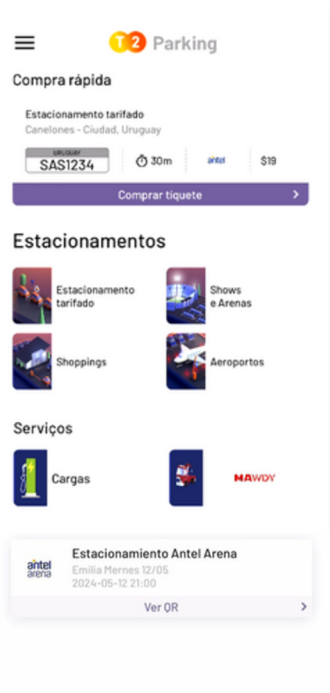 T2 Parking
Compra rápida
Estacionamento tarifado
Canelones - Ciudad, Uruguay
URUGUAY
SAS1234
30m
antel
$19
Comprar tiquete
Estacionamentos
Estacionamento
tarifado
Shows
e Arenas
Shoppings
Aeroportos
Serviços
Cargas
MAWDY
antel
arena
Estacionamiento Antel Arena
Emilia Mernes 12/05
2024-05-12 21:00
Ver QR